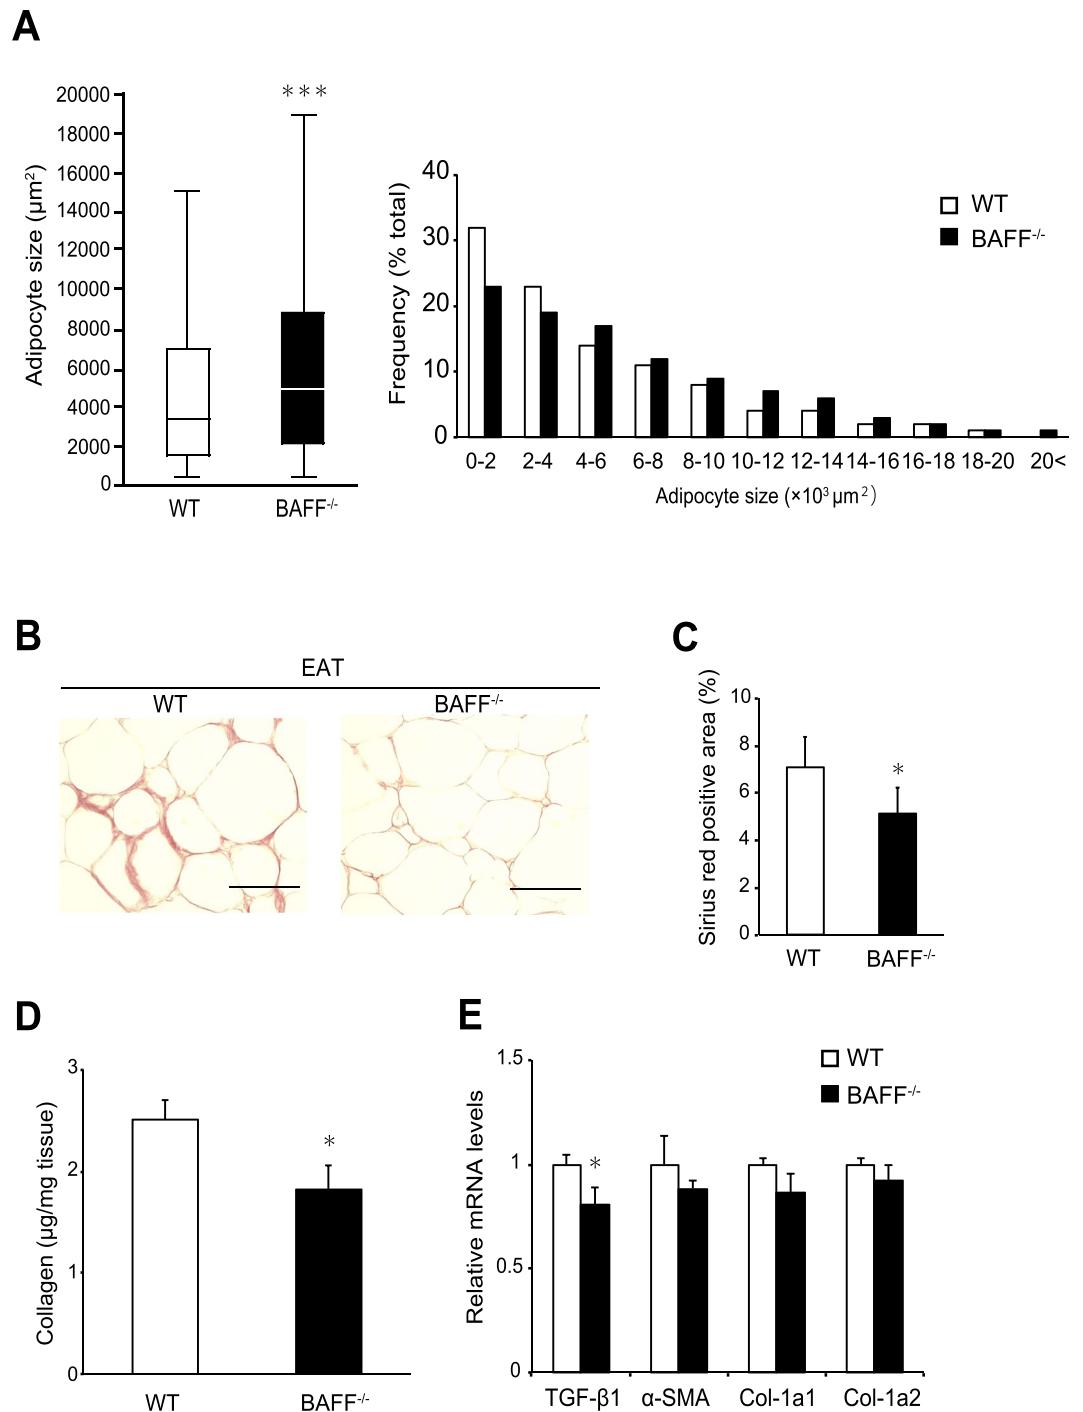 A
***
20000
18000
16000
14000
12000
10000
8000
6000
4000
2000
0
Adipocyte size (µm²)
WT
BAFF⁻/⁻
40
30
20
10
0
Frequency (% total)
WT
BAFF⁻/⁻
0-2 2-4 4-6 6-8 8-10 10-12 12-14 14-16 16-18 18-20 20<
Adipocyte size (×10³ µm²)
B
EAT
WT BAFF⁻/⁻
C
Sirius red positive area (%)
10
8
6
4
2
0
*
WT BAFF⁻/⁻
D
Collagen (µg/mg tissue)
3
2
1
0
*
WT BAFF⁻/⁻
E
Relative mRNA levels
1.5
1
0.5
0
WT
BAFF⁻/⁻
*
TGF-β1 α-SMA Col-1a1 Col-1a2